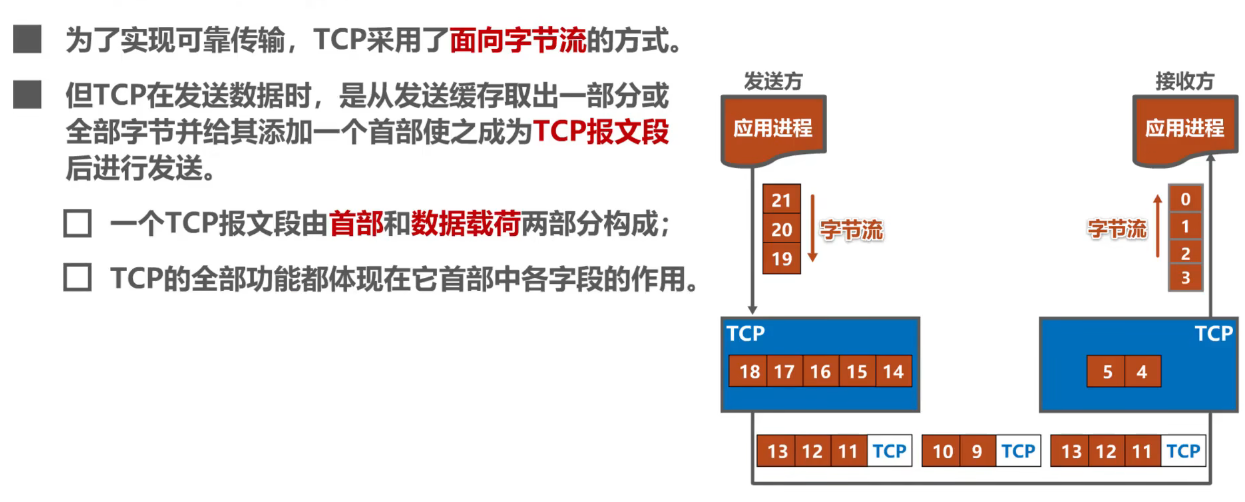 为了实现可靠传输，TCP采用了面向字节流的方式。
但TCP在发送数据时，是从发送缓存取出一部分或
全部字节并给其添加一个首部使之成为TCP报文段
后进行发送。
一个TCP报文段由首部和数据载荷两部分构成；
TCP的全部功能都体现在它首部中各字段的作用。
发送方
接收方
应用进程
应用进程
21
20
19
字节流
字节流
0
1
2
3
TCP
18 17 16 15 14
TCP
5 4
13 12 11 TCP
10 9 TCP
13 12 11 TCP